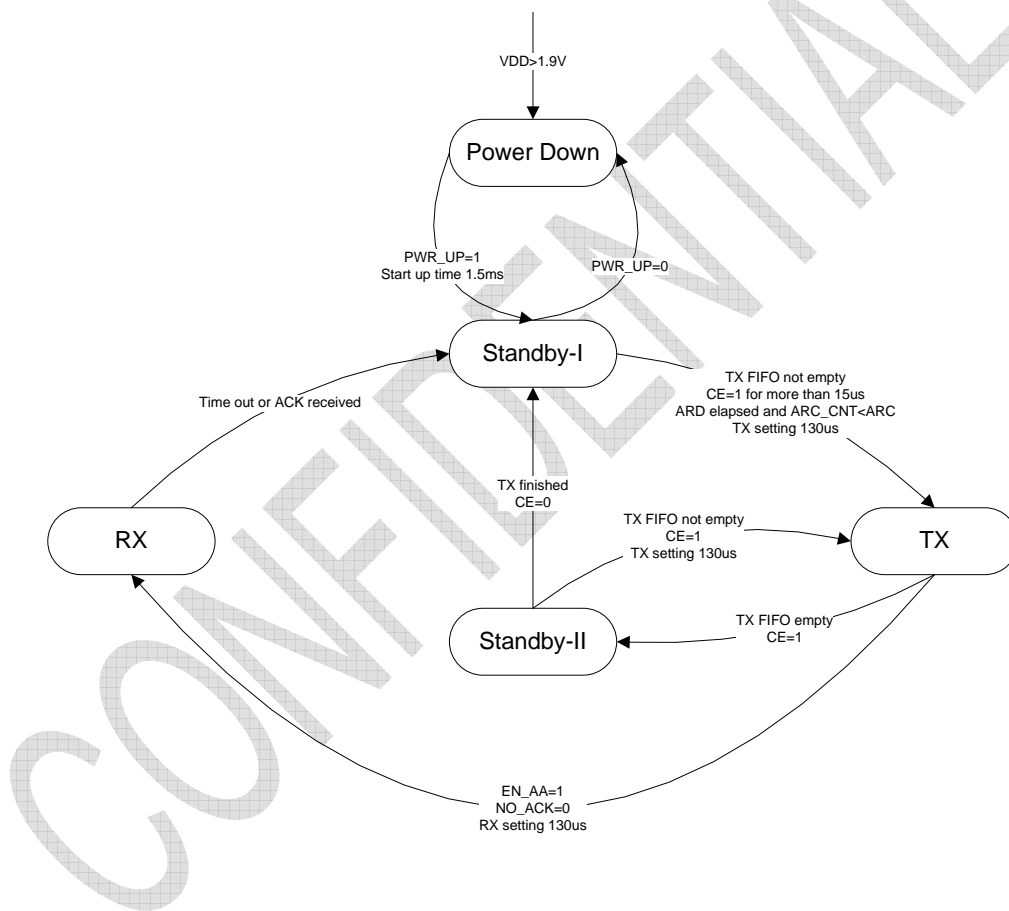 VDD>1.9V
Power Down
PWR_UP=1
Start up time 1.5ms
PWR_UP=0
Standby-I
TX FIFO not empty
CE=1 for more than 15us
ARD elapsed and ARC_CNT<ARC
TX setting 130us
Time out or ACK received
TX finished
CE=0
RX
TX FIFO not empty
CE=1
TX setting 130us
TX
Standby-II
TX FIFO empty
CE=1
EN_AA=1
NO_ACK=0
RX setting 130us
CONFIDENTIAL